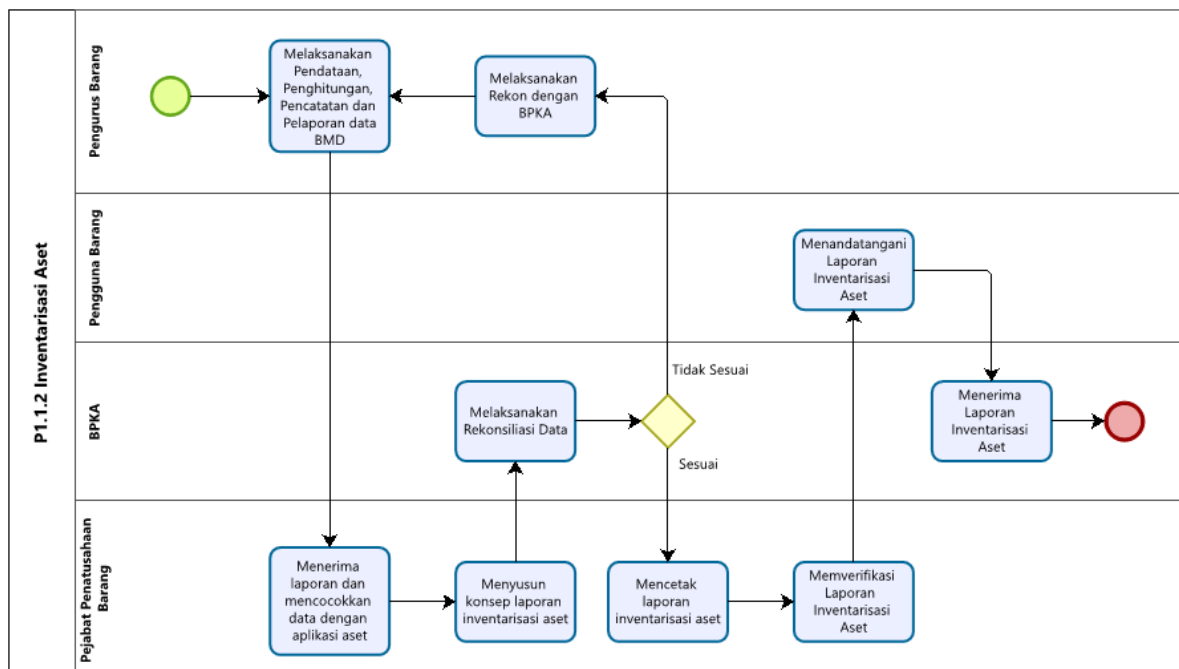 P1.1.2 Inventarisasi Aset
Pengurus Barang
Melaksanakan
Pendataan,
Penghitungan,
Pencatatan dan
Pelaporan data
BMD
Melaksanakan
Rekon dengan
BPKA
Pengguna Barang
Menandatangani
Laporan
Inventarisasi
Aset
BPKA
Melaksanakan
Rekonsiliasi Data
Tidak Sesuai
Sesuai
Menerima
Laporan
Inventarisasi
Aset
Pejabat Penatusahaan
Barang
Menerima
laporan dan
mencocokkan
data dengan
aplikasi aset
Menyusun
konsep laporan
inventarisasi aset
Mencetak
laporan
inventarisasi aset
Memverifikasi
Laporan
Inventarisasi
Aset